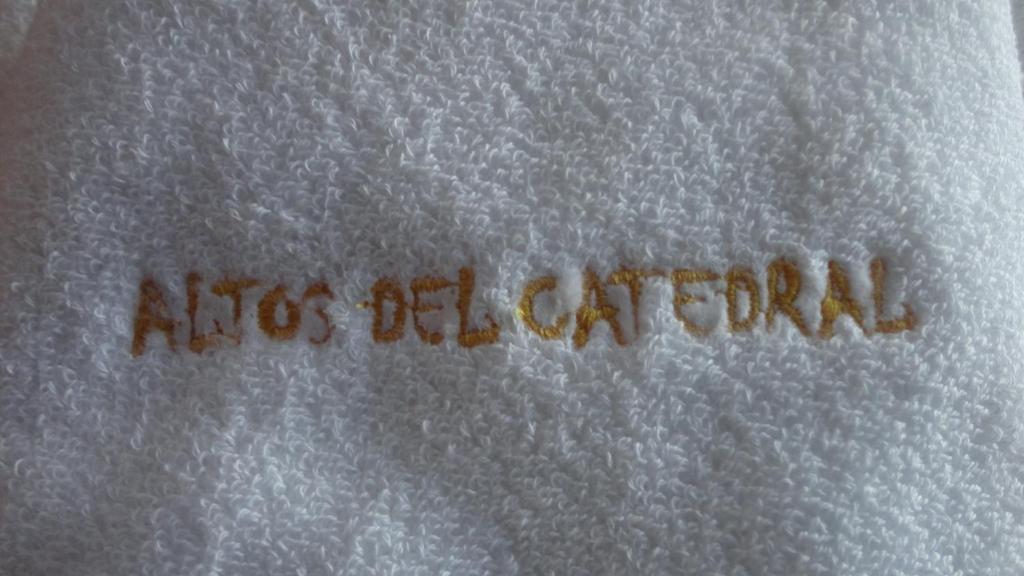 ALTOS DEL CATEDRAL